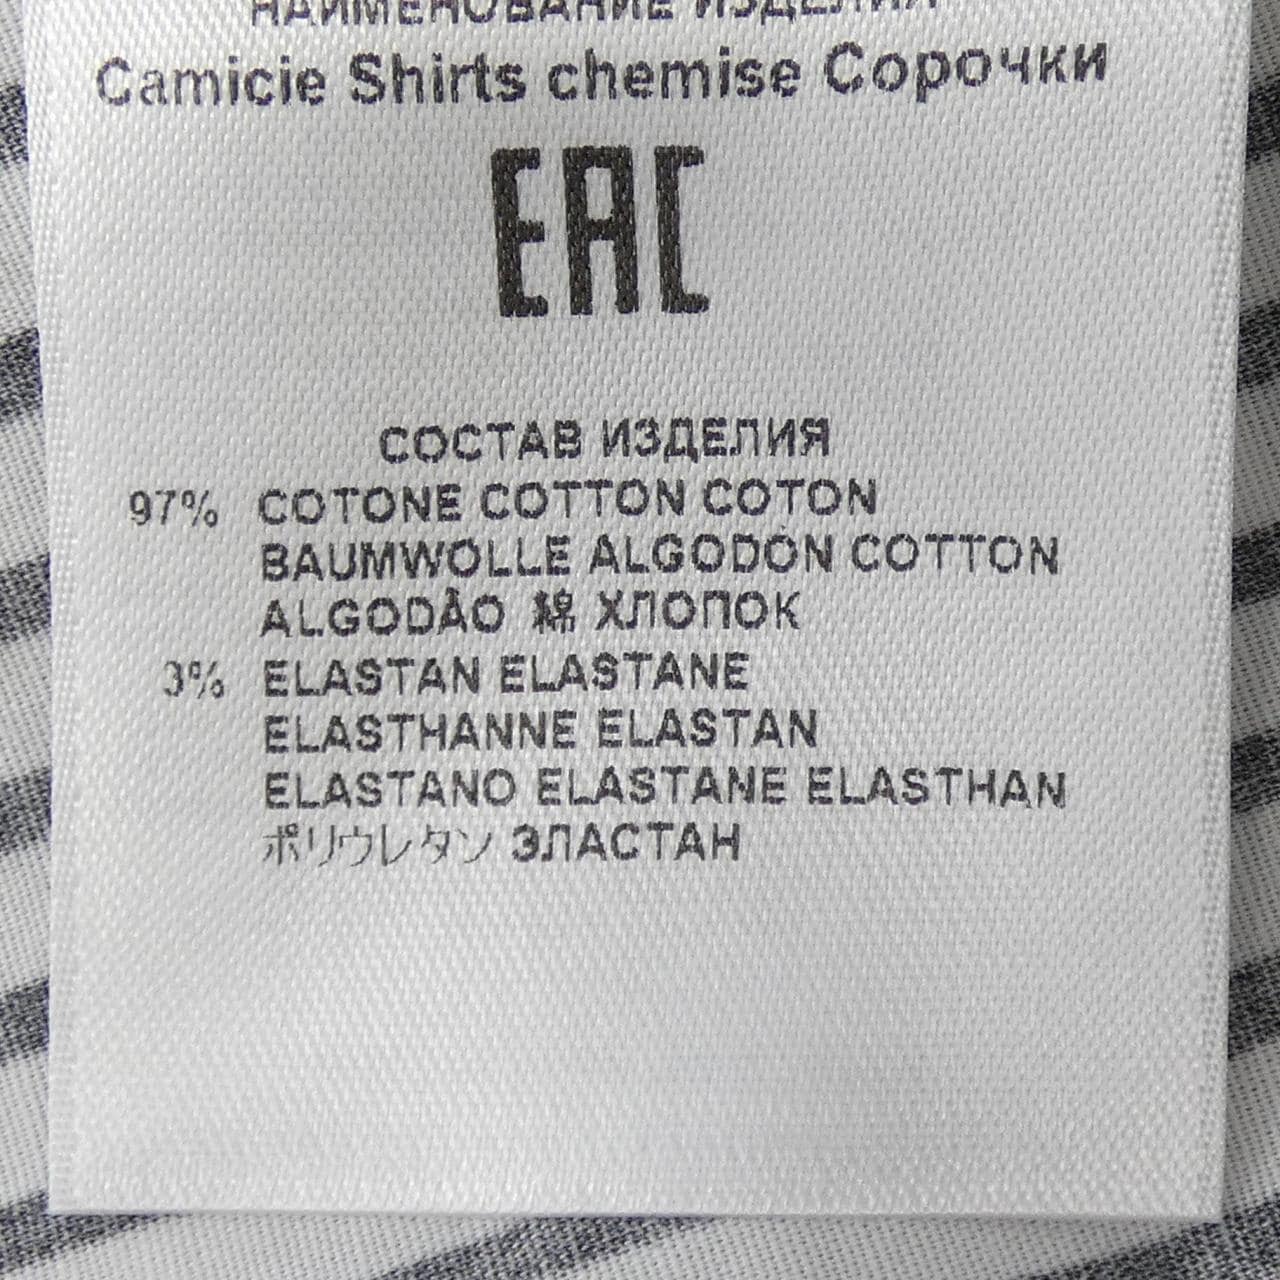 НАИМЕНОВАНИЕ ИЗДЕЛИЯ
Camicie Shirts chemise Сорочки
EAC
СОСТАВ ИЗДЕЛИЯ
97% COTONE COTTON COTON
BAUMWOLLE ALGODÓN COTTON
ALGODÃO 綿 ХЛОПОК
3% ELASTAN ELASTANE
ELASTHANNE ELASTAN
ELASTANO ELASTANE ELASTHAN
ポリウレタン ЭЛАСТАН